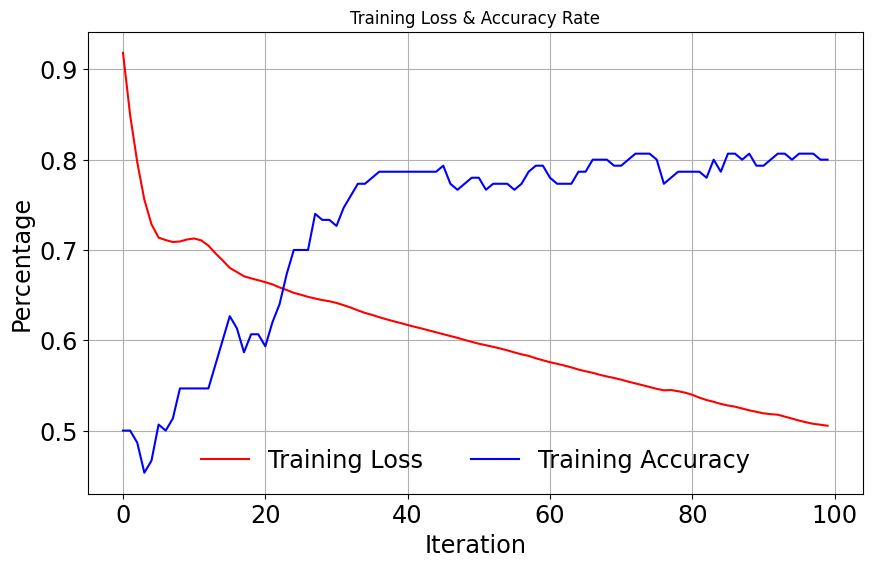 Training Loss & Accuracy Rate
0.9
0.8
0.7
0.6
0.5
Percentage
Training Loss
Training Accuracy
0 20 40 60 80 100
Iteration